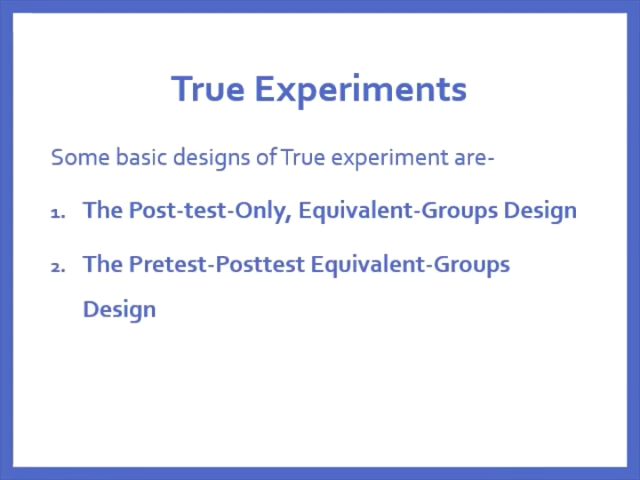 True Experiments
Some basic designs of True experiment are-
1. The Post-test-Only, Equivalent-Groups Design
2. The Pretest-Posttest Equivalent-Groups
Design